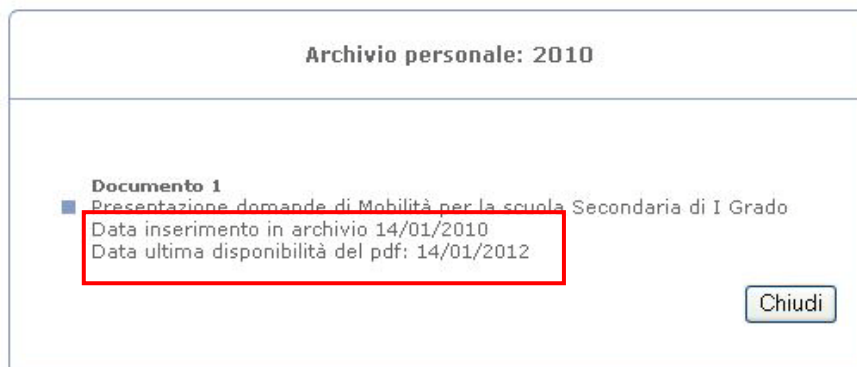 Archivio personale: 2010
Documento 1
Presentazione domande di Mobilità per la scuola Secondaria di I Grado
Data inserimento in archivio 14/01/2010
Data ultima disponibilità del pdf: 14/01/2012
Chiudi